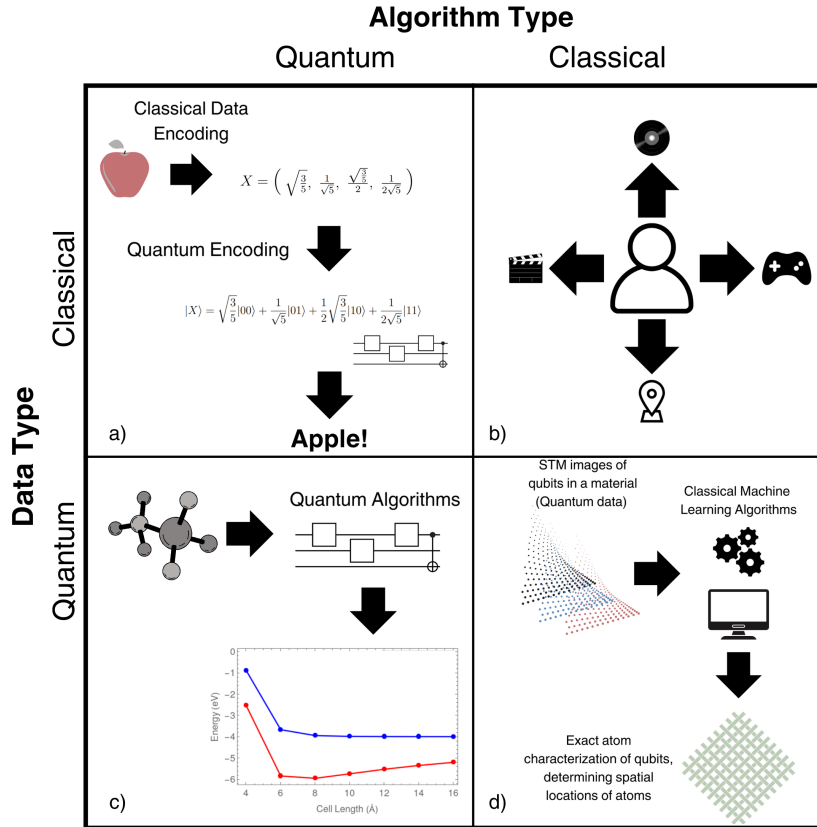 Algorithm Type
Quantum
Classical
Data Type
Classical
Quantum
Classical Data
Encoding
X = ( √(3/5), 1/√5, √(3/5)/2, 1/(2√5) )
Quantum Encoding
|X⟩ = √(3/5)|00⟩ + 1/√5|01⟩ + 1/2√(3/5)|10⟩ + 1/(2√5)|11⟩
Apple!
a)
b)
Quantum Algorithms
Energy (eV)
0
−1
−2
−3
−4
−5
−6
4 6 8 10 12 14 16
Cell Length (Å)
c)
STM images of
qubits in a material
(Quantum data)
Classical Machine
Learning Algorithms
Exact atom
characterization of qubits,
determining spatial
locations of atoms
d)